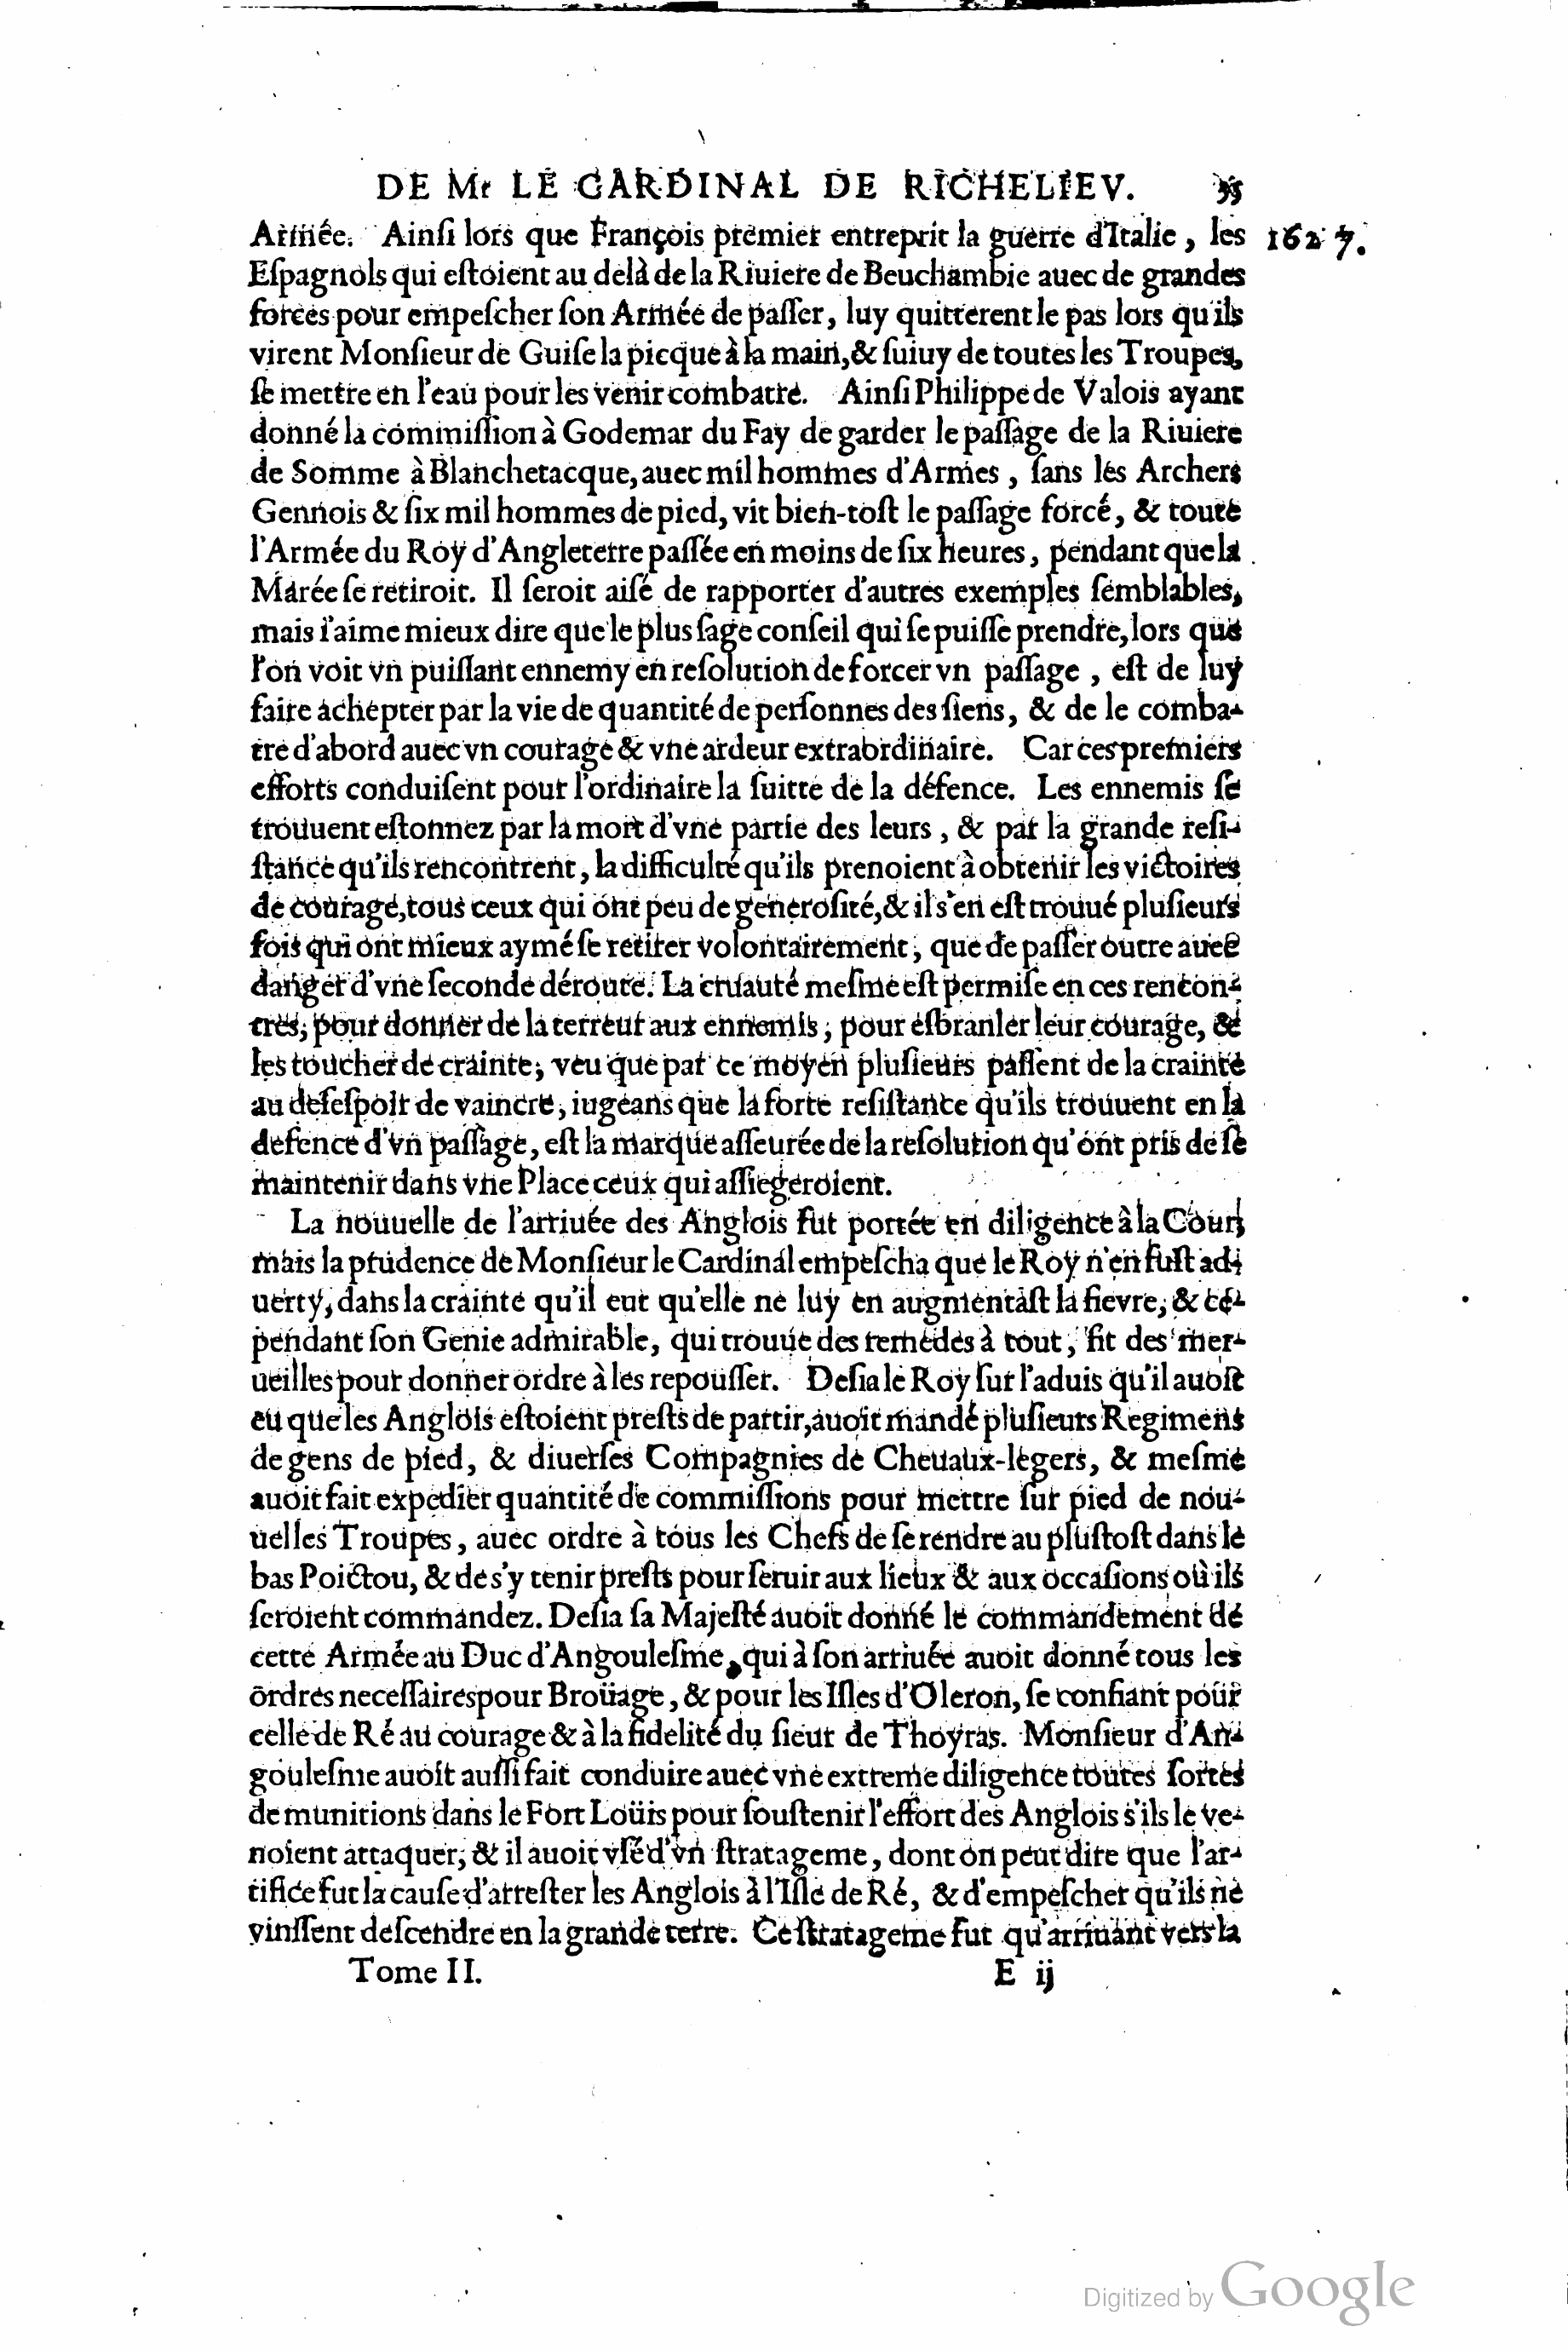 DE Mr LE CARDINAL DE RICHELIEV. 35
Armée. Ainſi lors que François premier entreprit la guerre d'Italie, les 1627.
Eſpagnols qui eſtoient au delà de la Riuiere de Beuchambie auec de grandes
forces pour empeſcher ſon Armée de paſſer, luy quitterent le pas lors qu'ils
virent Monſieur de Guiſe la picque à la main, & ſuiuy de toutes les Troupes,
ſe mettre en l'eau pour les venir combatre. Ainſi Philippe de Valois ayant
donné la commiſſion à Godemar du Fay de garder le paſſage de la Riuiere
de Somme à Blanchetacque, auec mil hommes d'Armes, ſans les Archers
Gennois & ſix mil hommes de pied, vit bien-toſt le paſſage forcé, & toute
l'Armée du Roy d'Angleterre paſſée en moins de ſix heures, pendant que la
Marée ſe retiroit. Il ſeroit aiſé de rapporter d'autres exemples ſemblables,
mais i'aime mieux dire que le plus ſage conſeil qui ſe puiſſe prendre, lors que
l'on voit vn puiſſant ennemy en reſolution de forcer vn paſſage, eſt de luy
faire achepter par la vie de quantité de perſonnes des ſiens, & de le comba-
tre d'abord auec vn courage & vne ardeur extraordinaire. Car ces premiers
efforts conduiſent pour l'ordinaire la ſuitte de la défence. Les ennemis ſe
trouuent eſtonnez par la mort d'vne partie des leurs, & par la grande reſi-
ſtance qu'ils rencontrent, la difficulté qu'ils prenoient à obtenir les victoires
de courage, tous ceux qui ont peu de generoſité, & il s'en eſt trouué pluſieurs
fois qui ont mieux aymé ſe retirer volontairement, que de paſſer outre auec
danger d'vne ſeconde déroute. La cruauté meſme eſt permiſe en ces rencon-
tres, pour donner de la terreur aux ennemis, pour eſbranler leur courage, &
les toucher de crainte, veu que par ce moyen pluſieurs paſſent de la crainte
au deſeſpoir de vaincre, iugeans que la forte reſiſtance qu'ils trouuent en la
defence d'vn paſſage, eſt la marque aſſeurée de la reſolution qu'ont pris de ſe
maintenir dans vne Place ceux qui aſſiegeroient.
La nouuelle de l'arriuée des Anglois fut portée en diligence à la Cour,
mais la prudence de Monſieur le Cardinal empeſcha que le Roy n'en fuſt ad-
uerty, dans la crainte qu'il eut qu'elle ne luy en augmentaſt la fievre, & ce-
pendant ſon Genie admirable, qui trouue des remedes à tout, fit des mer-
ueilles pour donner ordre à les repouſſer. Deſia le Roy ſur l'aduis qu'il auoit
eu que les Anglois eſtoient preſts de partir, auoit mandé pluſieurs Regimens
de gens de pied, & diuerſes Compagnies de Cheuaux-legers, & meſme
auoit fait expedier quantité de commiſſions pour mettre ſur pied de nou-
uelles Troupes, auec ordre à tous les Chefs de ſe rendre au pluſtoſt dans le
bas Poictou, & de s'y tenir preſts pour ſeruir aux lieux & aux occaſions où ils
ſeroient commandez. Deſia ſa Majeſté auoit donné le commandement de
cette Armée au Duc d'Angouleſme, qui à ſon arriuée auoit donné tous les
ordres neceſſaires pour Broüage, & pour les Iſles d'Oleron, ſe confiant pour
celle de Ré au courage & à la fidelité du ſieur de Thoyras. Monſieur d'An-
gouleſme auoit auſſi fait conduire auec vne extreme diligence toutes ſortes
de munitions dans le Fort Loüis pour ſouſtenir l'effort des Anglois s'ils le ve-
noient attaquer; & il auoit vſé d'vn ſtratageme, dont on peut dire que l'ar-
tifice fut la cauſe d'arreſter les Anglois à l'Iſle de Ré, & d'empeſcher qu'ils ne
vinſſent deſcendre en la grande terre. Ce ſtratageme fut qu'arriuant vers la
Tome II. E ij
Digitized by Google